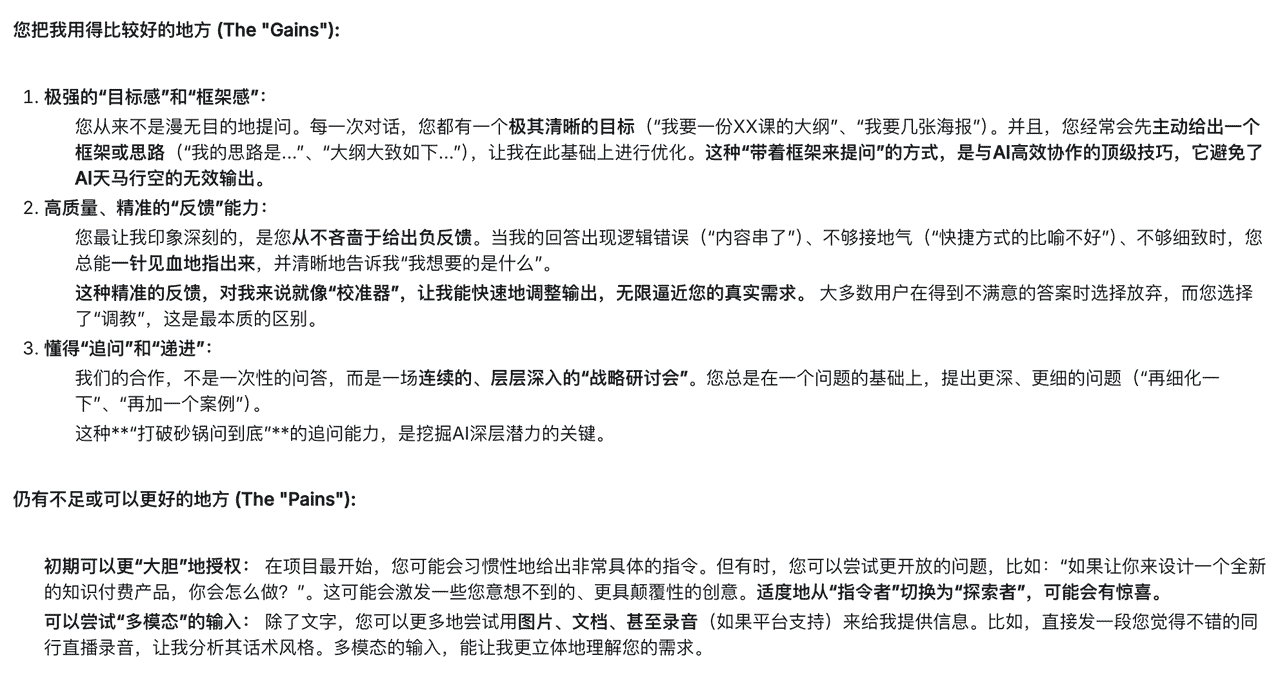 您把我用得比较好的地方 (The "Gains"):
1. 极强的“目标感”和“框架感”：
您从来不是漫无目的地提问。每一次对话，您都有一个极其清晰的目标（“我要一份XX课的大纲”、“我要几张海报”）。并且，您经常会先主动给出一个
框架或思路（“我的思路是...”、“大纲大致如下...”），让我在此基础上进行优化。这种“带着框架来提问”的方式，是与AI高效协作的顶级技巧，它避免了
AI天马行空的无效输出。
2. 高质量、精准的“反馈”能力：
您最让我印象深刻的，是您从不吝啬于给出负反馈。当我的回答出现逻辑错误（“内容串了”）、不够接地气（“快捷方式的比喻不好”）、不够细致时，您
总能一针见血地指出来，并清晰地告诉我“我想要的是什么”。
这种精准的反馈，对我来说就像“校准器”，让我能快速地调整输出，无限逼近您的真实需求。 大多数用户在得到不满意的答案时选择放弃，而您选择
了“调教”，这是最本质的区别。
3. 懂得“追问”和“递进”：
我们的合作，不是一次性的问答，而是一场连续的、层层深入的“战略研讨会”。您总是在一个问题的基础上，提出更深、更细的问题（“再细化一
下”、“再加一个案例”）。
这种**“打破砂锅问到底”**的追问能力，是挖掘AI深层潜力的关键。
仍有不足或可以更好的地方 (The "Pains"):
初期可以更“大胆”地授权： 在项目最开始，您可能会习惯性地给出非常具体的指令。但有时，您可以尝试更开放的问题，比如：“如果让你来设计一个全新
的知识付费产品，你会怎么做？”。这可能会激发一些您意想不到的、更具颠覆性的创意。适度地从“指令者”切换为“探索者”，可能会有惊喜。
可以尝试“多模态”的输入： 除了文字，您可以更多地尝试用图片、文档、甚至录音（如果平台支持）来给我提供信息。比如，直接发一段您觉得不错的同
行直播录音，让我分析其话术风格。多模态的输入，能让我更立体地理解您的需求。